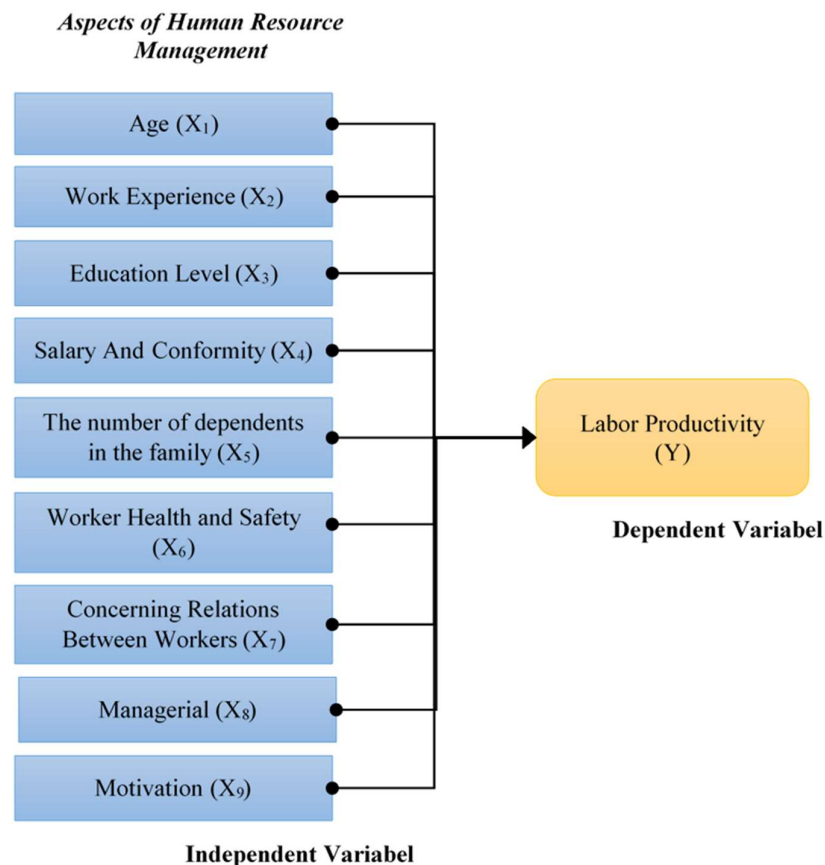 Aspects of Human Resource
Management
Age (X₁)
Work Experience (X₂)
Education Level (X₃)
Salary And Conformity (X₄)
The number of dependents
in the family (X₅)
Worker Health and Safety
(X₆)
Concerning Relations
Between Workers (X₇)
Managerial (X₈)
Motivation (X₉)
Independent Variabel
Labor Productivity
(Y)
Dependent Variabel